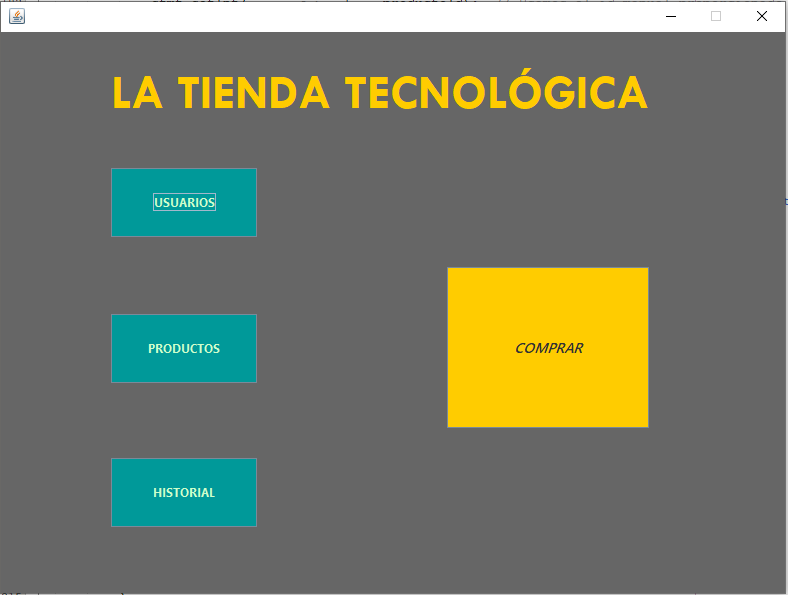 LA TIENDA TECNOLÓGICA
USUARIOS
PRODUCTOS
COMPRAR
HISTORIAL